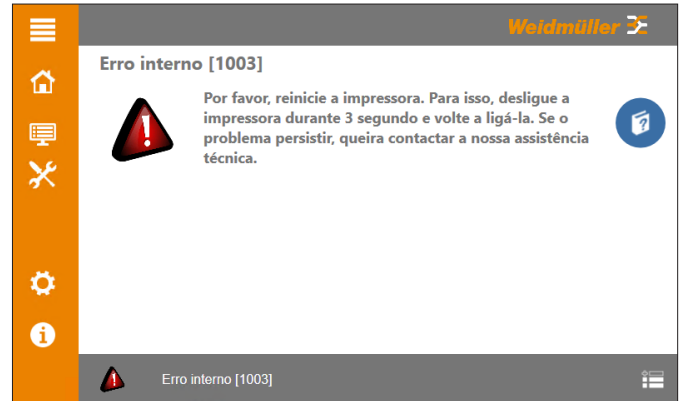 Weidmüller
Erro interno [1003]
Por favor, reinicie a impressora. Para isso, desligue a
impressora durante 3 segundo e volte a ligá-la. Se o
problema persistir, queira contactar a nossa assistência
técnica.
Erro interno [1003]